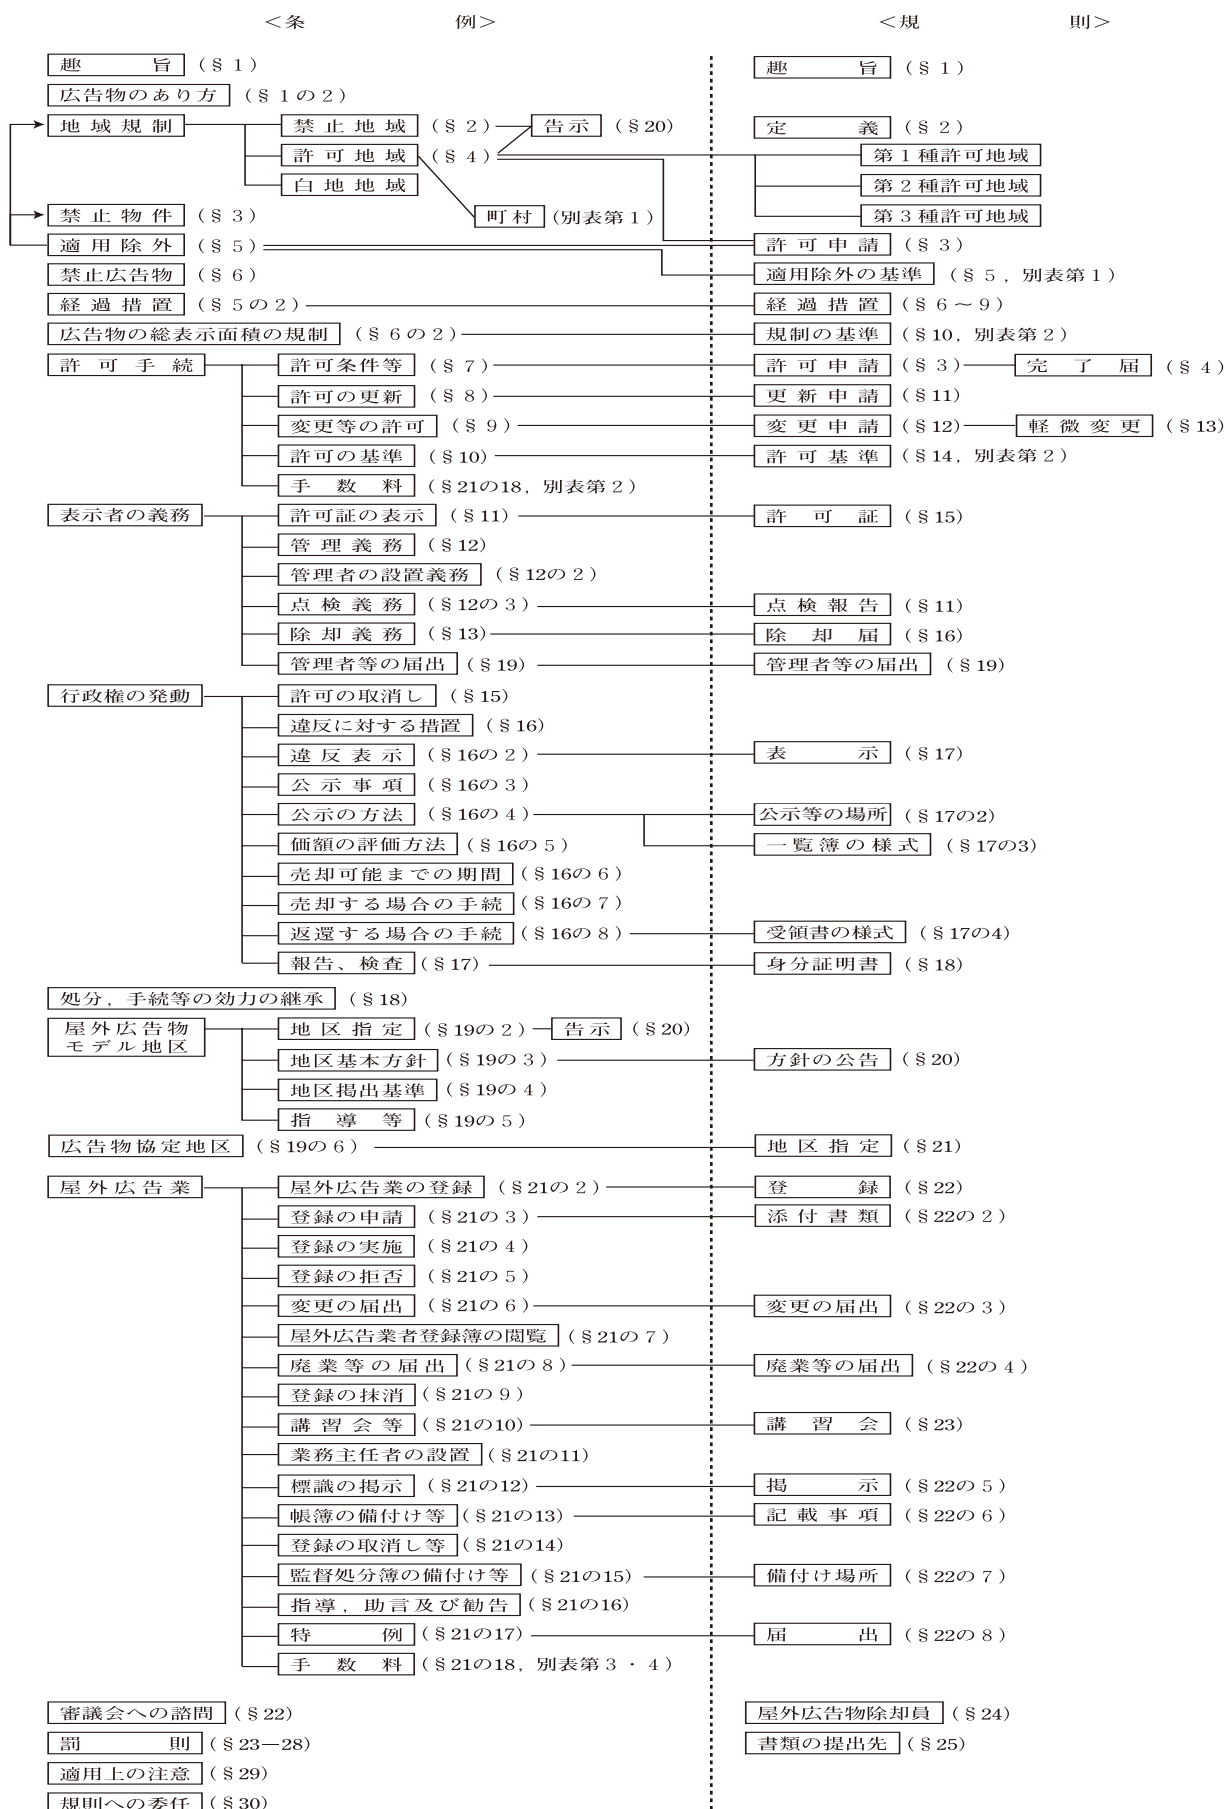 ＜条　例＞　＜規　則＞
趣　旨（§1）　趣　旨（§1）
広告物のあり方（§1の2）
地域規制　禁止地域（§2）　告示（§20）　定　義（§2）
許可地域（§4）　第1種許可地域
白地地域　第2種許可地域
禁止物件（§3）　町村（別表第1）　第3種許可地域
適用除外（§5）　許可申請（§3）
禁止広告物（§6）　適用除外の基準（§5，別表第1）
経過措置（§5の2）　経過措置（§6～9）
広告物の総表示面積の規制（§6の2）　規制の基準（§10，別表第2）
許可手続　許可条件等（§7）　許可申請（§3）　完了届（§4）
許可の更新（§8）　更新申請（§11）
変更等の許可（§9）　変更申請（§12）　軽微変更（§13）
許可の基準（§10）　許可基準（§14，別表第2）
手数料（§21の18，別表第2）
表示者の義務　許可証の表示（§11）　許可証（§15）
管理義務（§12）
管理者の設置義務（§12の2）
点検義務（§12の3）　点検報告（§11）
除却義務（§13）　除却届（§16）
管理者等の届出（§19）　管理者等の届出（§19）
行政権の発動　許可の取消し（§15）
違反に対する措置（§16）
違反表示（§16の2）　表　示（§17）
公示事項（§16の3）
公示の方法（§16の4）　公示等の場所（§17の2）
価額の評価方法（§16の5）　一覧簿の様式（§17の3）
売却可能までの期間（§16の6）
売却する場合の手続（§16の7）
返還する場合の手続（§16の8）　受領書の様式（§17の4）
報告、検査（§17）　身分証明書（§18）
処分，手続等の効力の継承（§18）
屋外広告物　地区指定（§19の2）　告示（§20）
モデル地区
地区基本方針（§19の3）　方針の公告（§20）
地区掲出基準（§19の4）
指導等（§19の5）
広告物協定地区（§19の6）　地区指定（§21）
屋外広告業　屋外広告業の登録（§21の2）　登　録（§22）
登録の申請（§21の3）　添付書類（§22の2）
登録の実施（§21の4）
登録の拒否（§21の5）
変更の届出（§21の6）　変更の届出（§22の3）
屋外広告業者登録簿の閲覧（§21の7）
廃業等の届出（§21の8）　廃業等の届出（§22の4）
登録の抹消（§21の9）
講習会等（§21の10）　講習会（§23）
業務主任者の設置（§21の11）
標識の掲示（§21の12）　掲　示（§22の5）
帳簿の備付け等（§21の13）　記載事項（§22の6）
登録の取消し等（§21の14）
監督処分簿の備付け等（§21の15）　備付け場所（§22の7）
指導，助言及び勧告（§21の16）
特　例（§21の17）　届　出（§22の8）
手数料（§21の18，別表第3・4）
審議会への諮問（§22）　屋外広告物除却員（§24）
罰　則（§23―28）　書類の提出先（§25）
適用上の注意（§29）
規則への委任（§30）